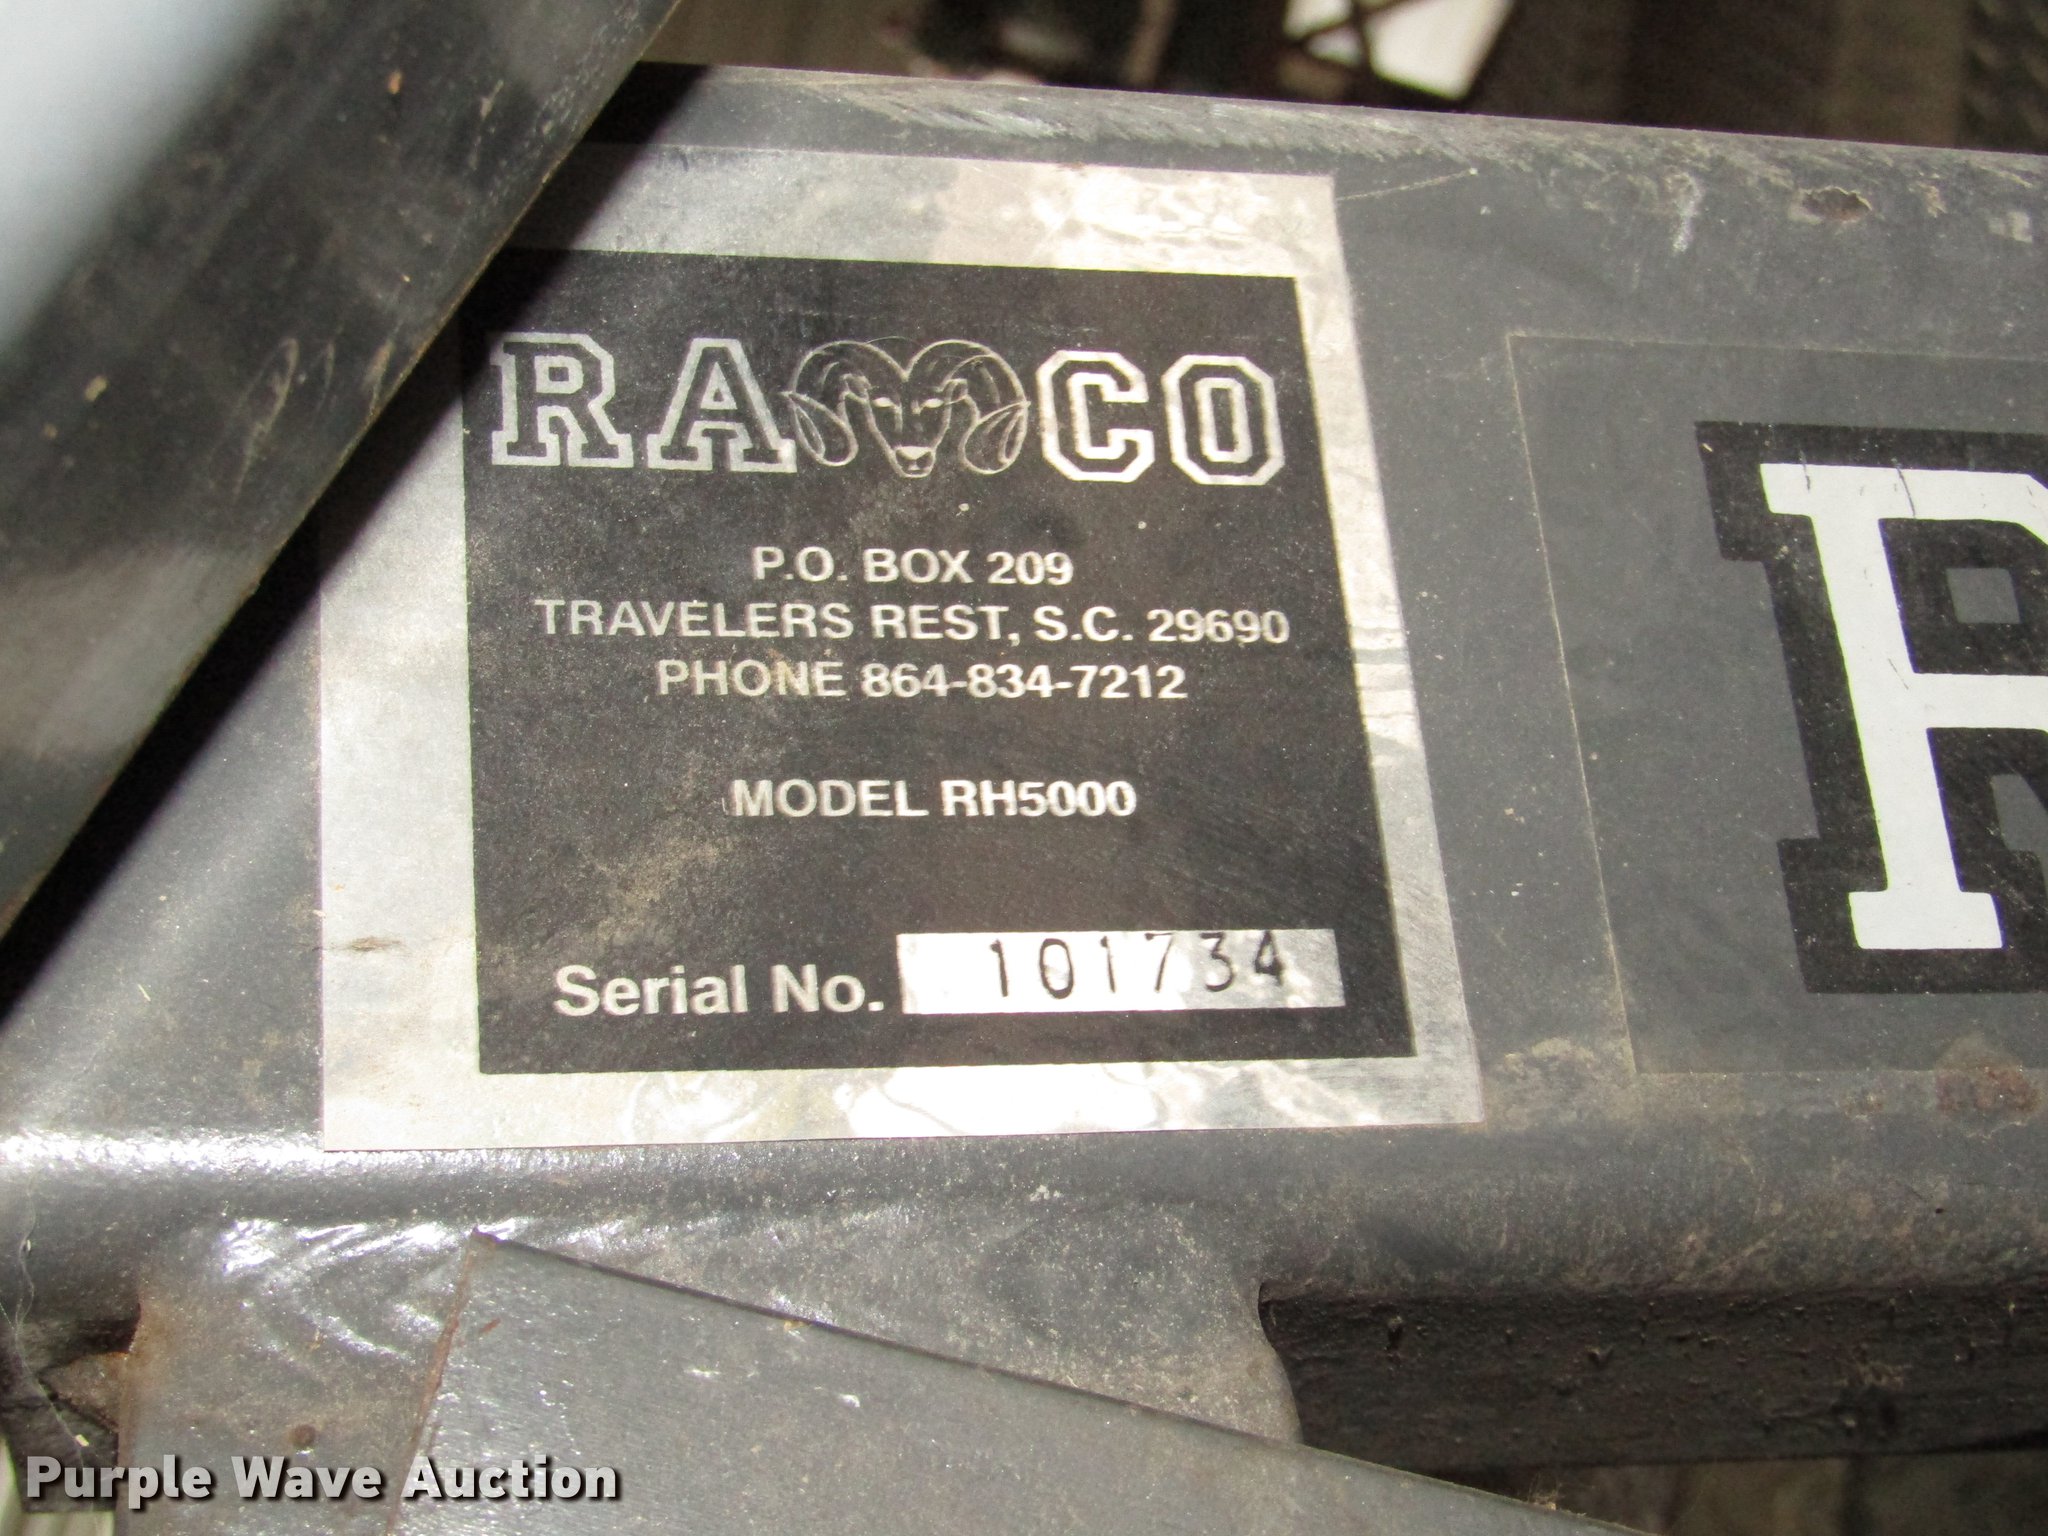 RAMCO
P.O. BOX 209
TRAVELERS REST, S.C. 29690
PHONE 864-834-7212
MODEL RH5000
Serial No. 101734
R
Purple Wave Auction